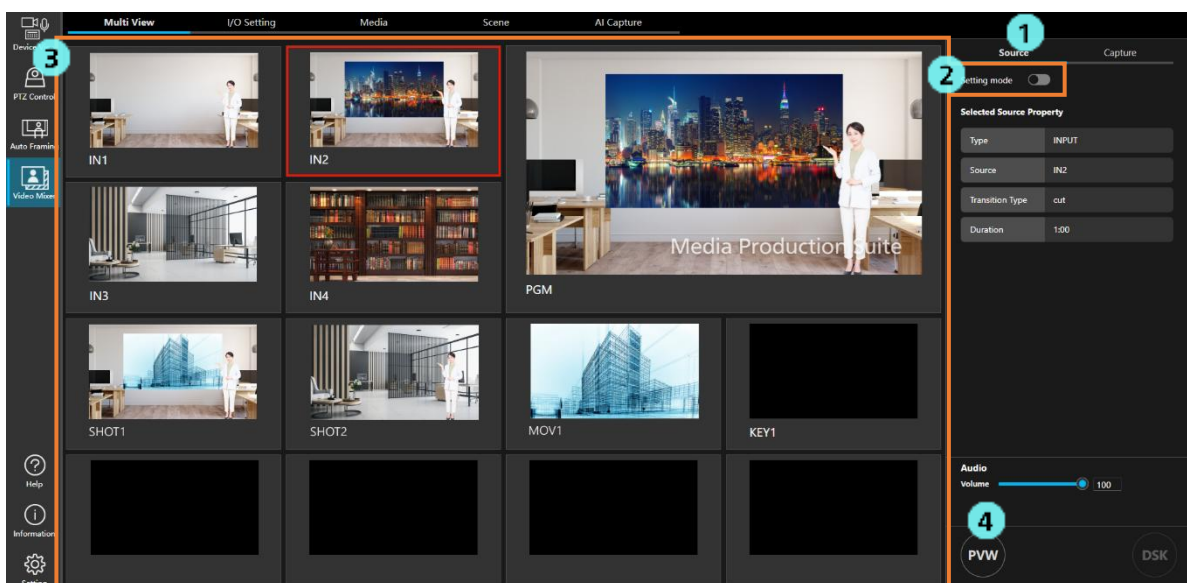 Multi View
I/O Setting
Media
Scene
AI Capture
1
Source
Capture
3
2
Setting mode
PTZ Control
Auto Framing
Video Mixer
IN1
IN2
Media Production Suite
PGM
IN3
IN4
Selected Source Property
Type
INPUT
Source
IN2
Transition Type
cut
Duration
1:00
SHOT1
SHOT2
MOV1
KEY1
Help
Information
Setting
Audio
Volume
100
4
PVW
DSK